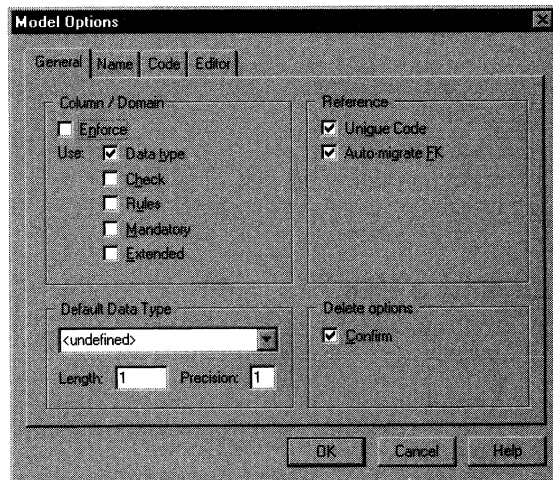 Model Options
General Name Code Editor
Column / Domain
Enforce
Use: Data type
Check
Rules
Mandatory
Extended
Reference
Unique Code
Auto-migrate FK
Default Data Type
<undefined>
Length: 1 Precision: 1
Delete options
Confirm
OK Cancel Help